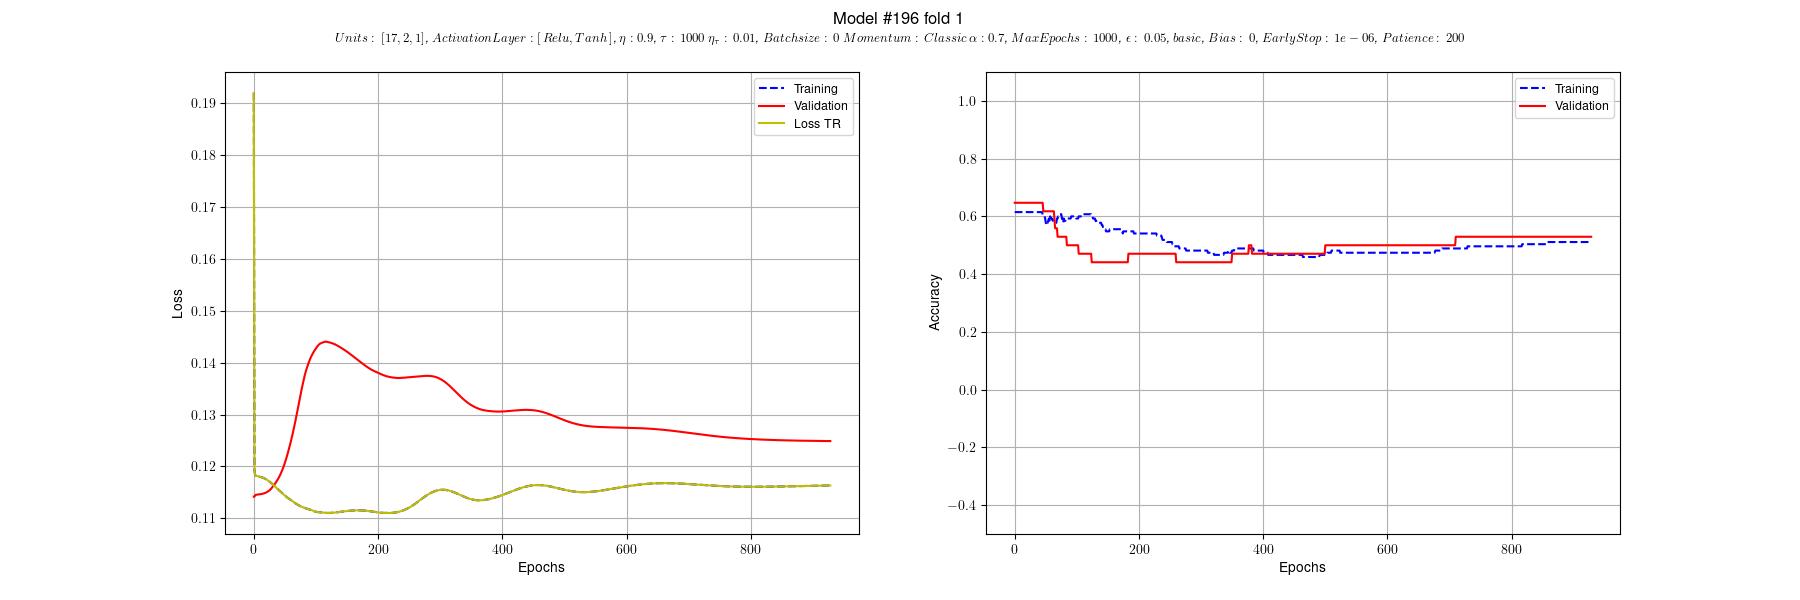 Model #196 fold 1
Units : [17, 2, 1], ActivationLayer : [Relu, Tanh], η : 0.9, τ : 1000 ητ : 0.01, Batchsize : 0 Momentum : Classic α : 0.7, MaxEpochs : 1000, ϵ : 0.05, basic, Bias : 0, EarlyStop : 1e − 06, Patience : 200
Training
Validation
Loss TR
0.19
0.18
0.17
0.16
0.15
0.14
0.13
0.12
0.11
Loss
0 200 400 600 800
Epochs
Training
Validation
1.0
0.8
0.6
0.4
0.2
0.0
−0.2
−0.4
Accuracy
0 200 400 600 800
Epochs